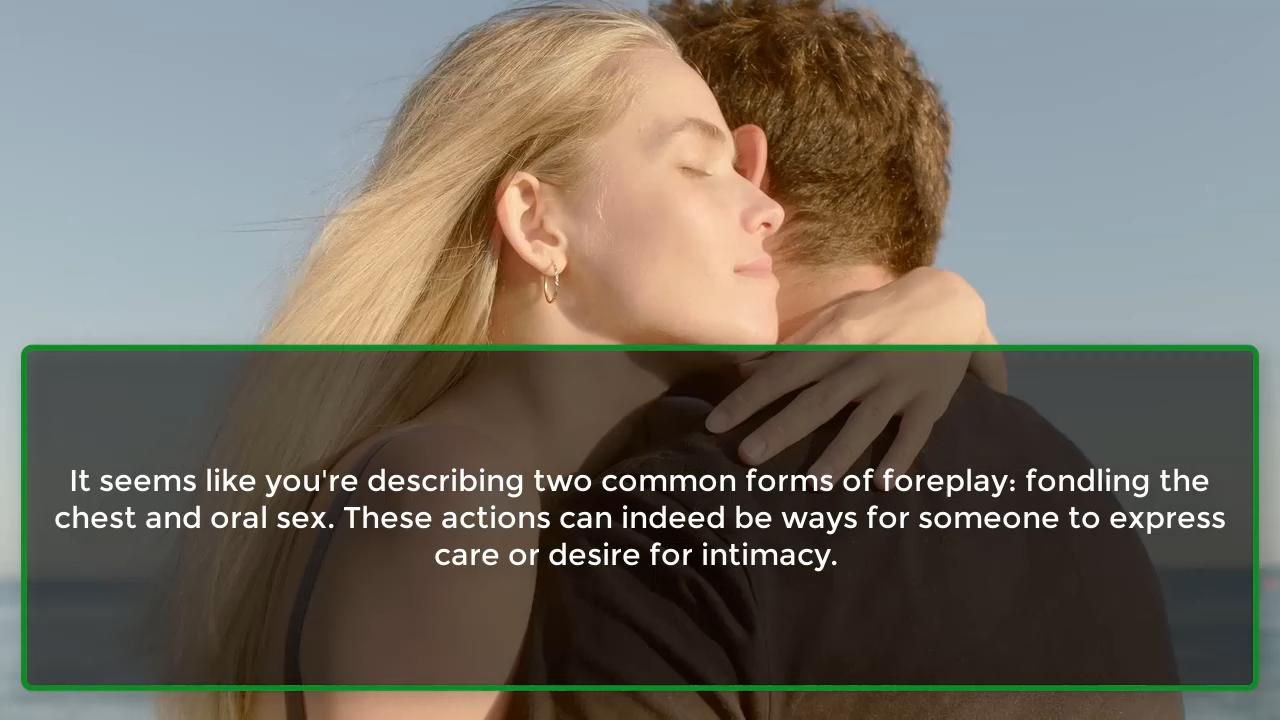 It seems like you're describing two common forms of foreplay: fondling the
chest and oral sex. These actions can indeed be ways for someone to express
care or desire for intimacy.